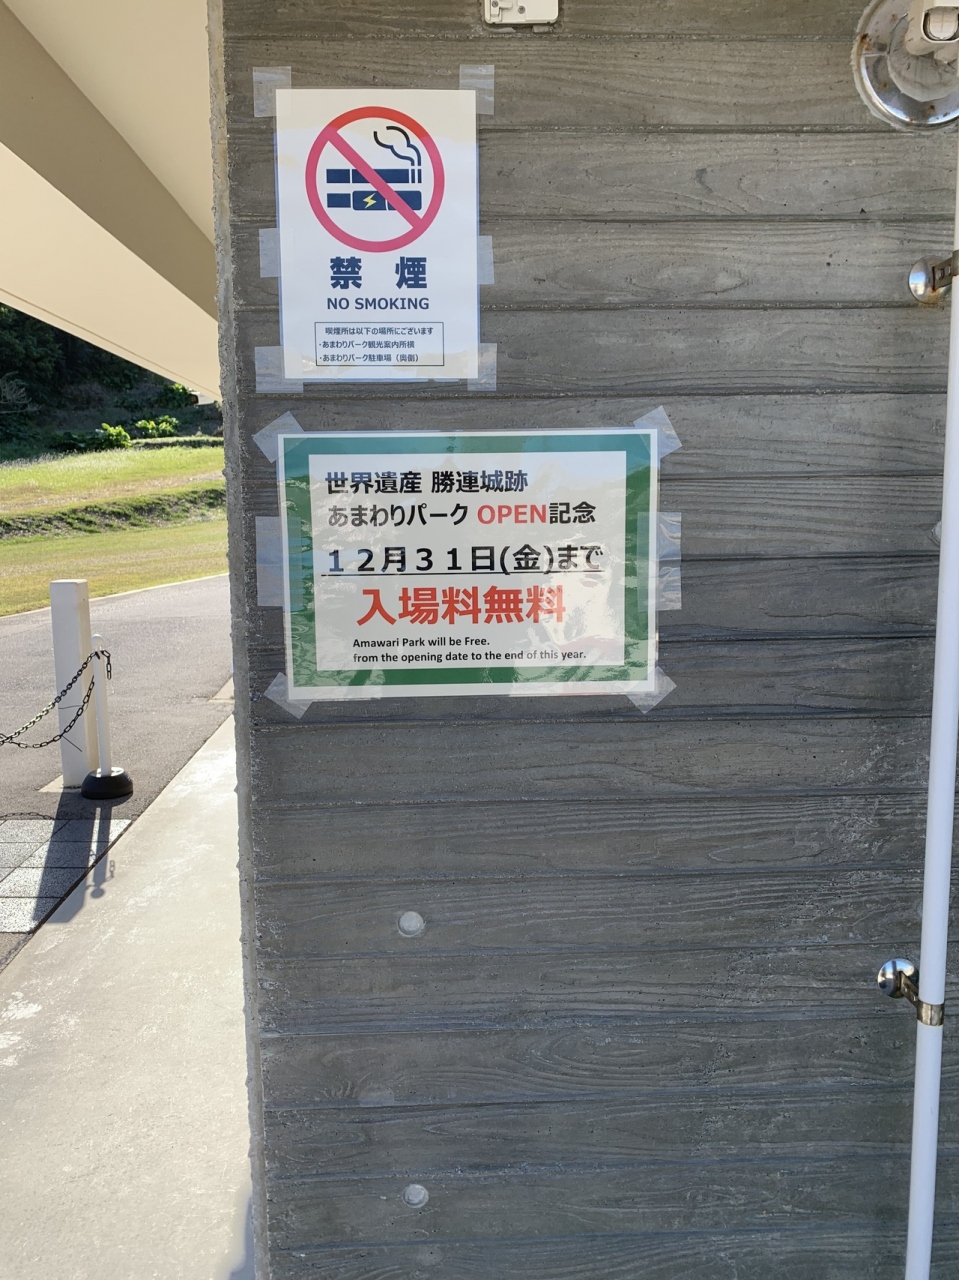 禁 煙
NO SMOKING
喫煙所は以下の場所にございます
・あまわりパーク観光案内所横
・あまわりパーク駐車場（奥側）
世界遺産 勝連城跡
あまわりパーク OPEN記念
１２月３１日(金)まで
入場料無料
Amawari Park will be Free.
from the opening date to the end of this year.